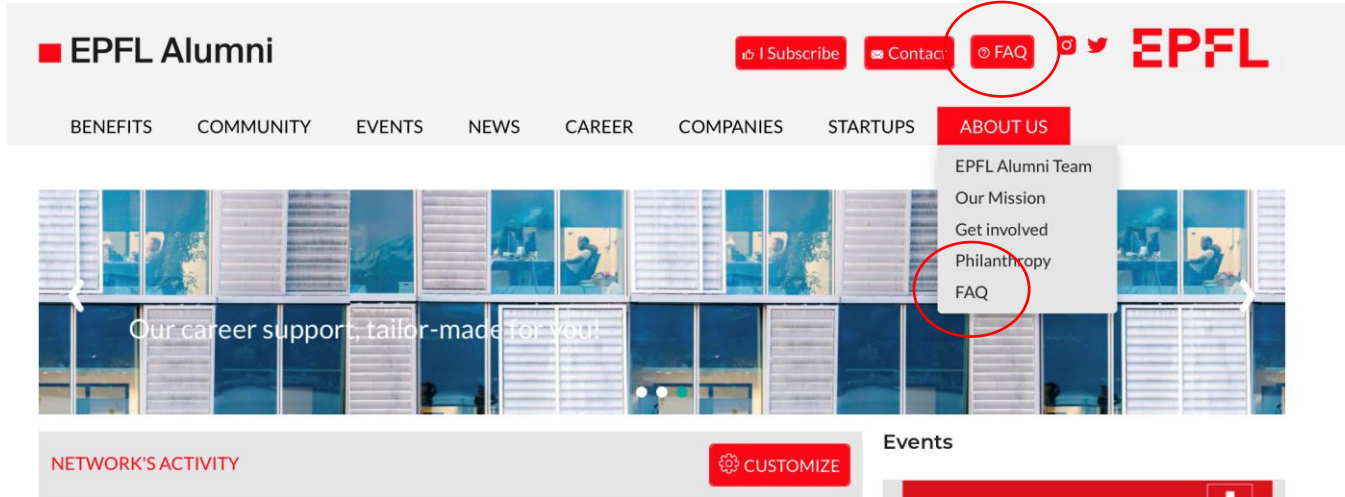 EPFL Alumni
I Subscribe
Contact
FAQ
EPFL
BENEFITS COMMUNITY EVENTS NEWS CAREER COMPANIES STARTUPS ABOUT US
EPFL Alumni Team
Our Mission
Get involved
Philanthropy
FAQ
Our career support, tailor-made for you!
NETWORK'S ACTIVITY
CUSTOMIZE
Events